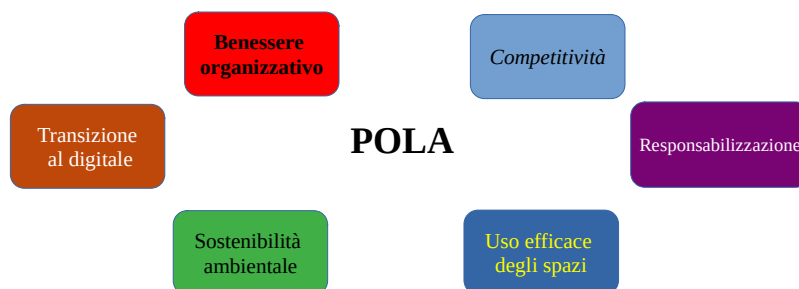 Benessere
organizzativo
Competitività
Transizione
al digitale
POLA
Responsabilizzazione
Sostenibilità
ambientale
Uso efficace
degli spazi